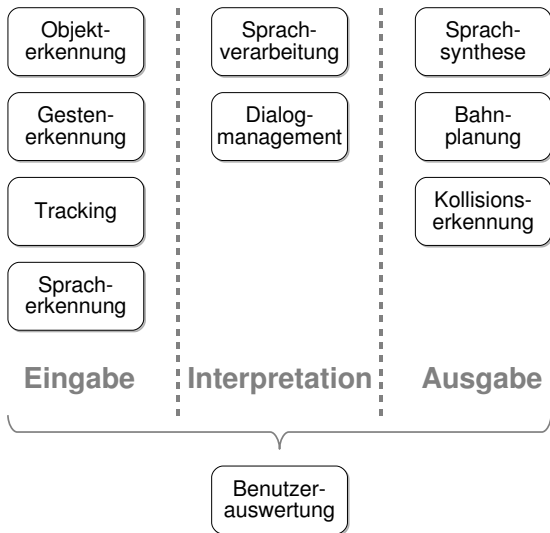 Objekt-
erkennung
Gesten-
erkennung
Tracking
Sprach-
erkennung
Eingabe
Sprach-
verarbeitung
Dialog-
management
Interpretation
Sprach-
synthese
Bahn-
planung
Kollisions-
erkennung
Ausgabe
Benutzer-
auswertung